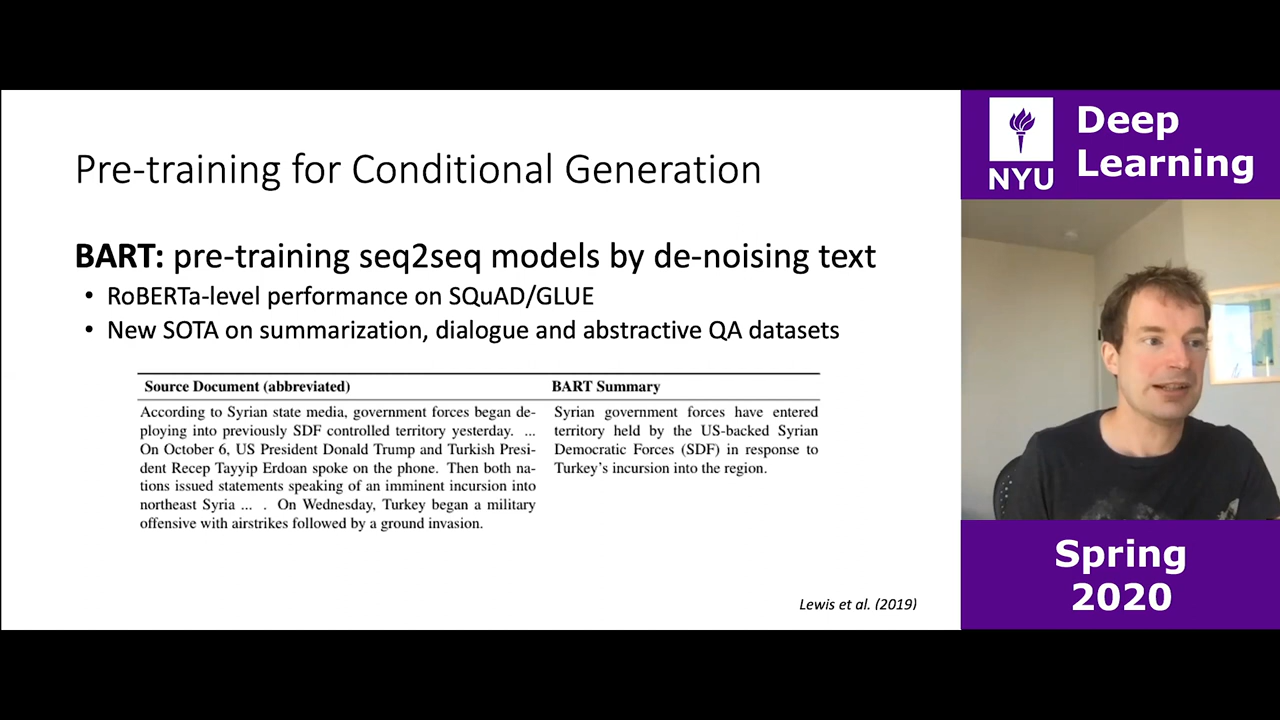 Pre-training for Conditional Generation
BART: pre-training seq2seq models by de-noising text
• RoBERTa-level performance on SQuAD/GLUE
• New SOTA on summarization, dialogue and abstractive QA datasets
Source Document (abbreviated)
According to Syrian state media, government forces began de-
ploying into previously SDF controlled territory yesterday. ...
On October 6, US President Donald Trump and Turkish Presi-
dent Recep Tayyip Erdoan spoke on the phone. Then both na-
tions issued statements speaking of an imminent incursion into
northeast Syria ... . On Wednesday, Turkey began a military
offensive with airstrikes followed by a ground invasion.
BART Summary
Syrian government forces have entered
territory held by the US-backed Syrian
Democratic Forces (SDF) in response to
Turkey's incursion into the region.
Lewis et al. (2019)
NYU
Deep
Learning
Spring
2020